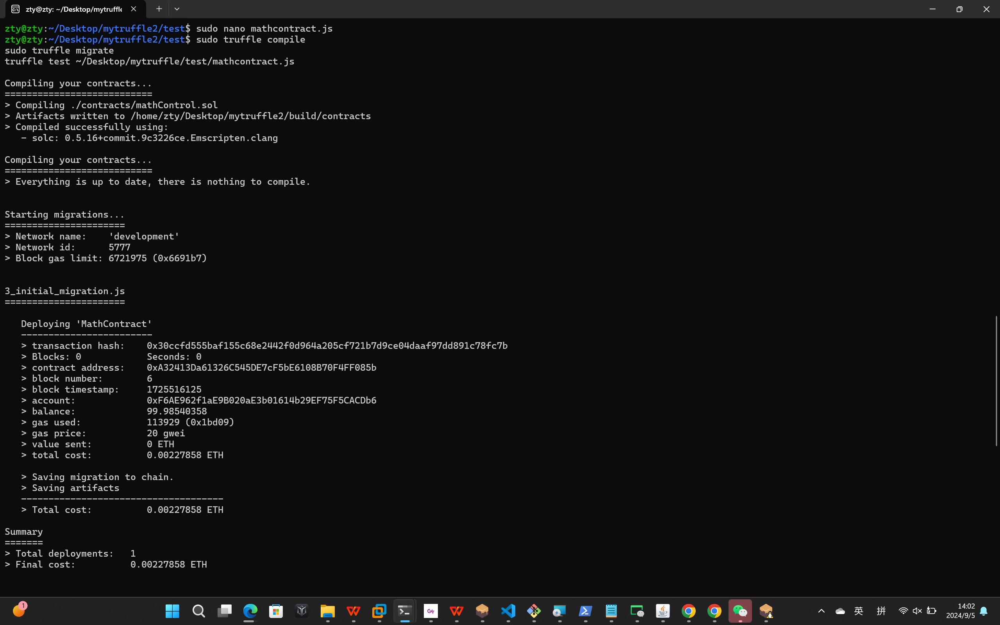 zty@zty: ~/Desktop/mytruffle
zty@zty:~/Desktop/mytruffle2/test$ sudo nano mathcontract.js
zty@zty:~/Desktop/mytruffle2/test$ sudo truffle compile
sudo truffle migrate
truffle test ~/Desktop/mytruffle/test/mathcontract.js
Compiling your contracts...
===========================
> Compiling ./contracts/mathControl.sol
> Artifacts written to /home/zty/Desktop/mytruffle2/build/contracts
> Compiled successfully using:
- solc: 0.5.16+commit.9c3226ce.Emscripten.clang
Compiling your contracts...
===========================
> Everything is up to date, there is nothing to compile.
Starting migrations...
======================
> Network name:    'development'
> Network id:      5777
> Block gas limit: 6721975 (0x6691b7)
3_initial_migration.js
======================
Deploying 'MathContract'
------------------------
> transaction hash:    0x30ccfd555baf155c68e2442f0d964a205cf721b7d9ce04daaf97dd891c78fc7b
> Blocks: 0            Seconds: 0
> contract address:    0xA32413Da61326C545DE7cF5bE6108B70F4FF085b
> block number:        6
> block timestamp:     1725516125
> account:             0xF6AE962f1aE9B020aE3b01614b29EF75F5CACDb6
> balance:             99.98540358
> gas used:            113929 (0x1bd09)
> gas price:           20 gwei
> value sent:          0 ETH
> total cost:          0.00227858 ETH
> Saving migration to chain.
> Saving artifacts
-------------------------------------
> Total cost:          0.00227858 ETH
Summary
=======
> Total deployments:   1
> Final cost:          0.00227858 ETH
1
英 拼
14:02
2024/9/5